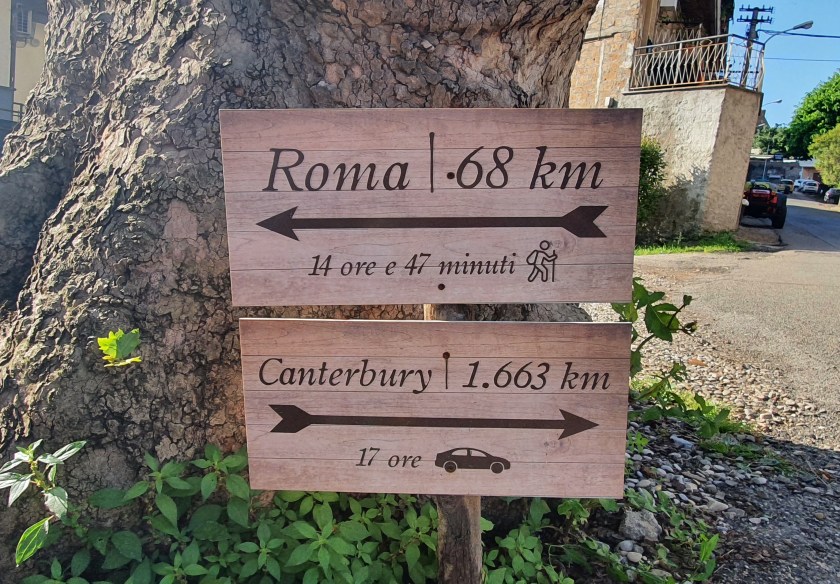 Roma | 68 km
14 ore e 47 minuti
Canterbury | 1.663 km
17 ore